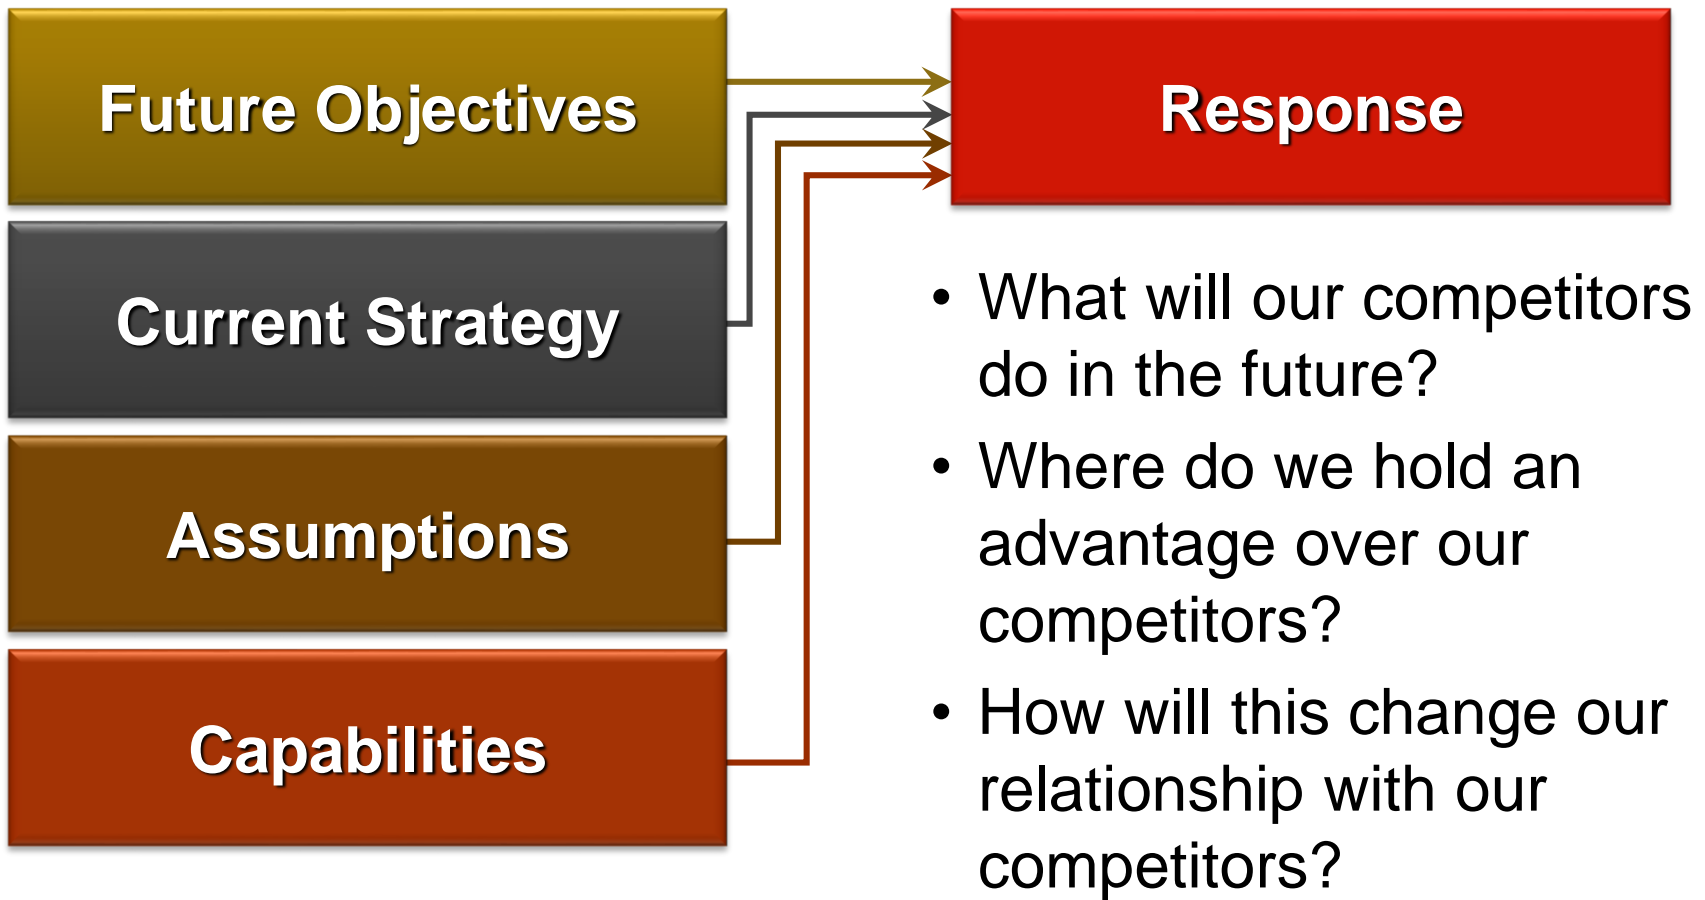 Future Objectives
Current Strategy
Assumptions
Capabilities
Response
• What will our competitors
do in the future?
• Where do we hold an
advantage over our
competitors?
• How will this change our
relationship with our
competitors?